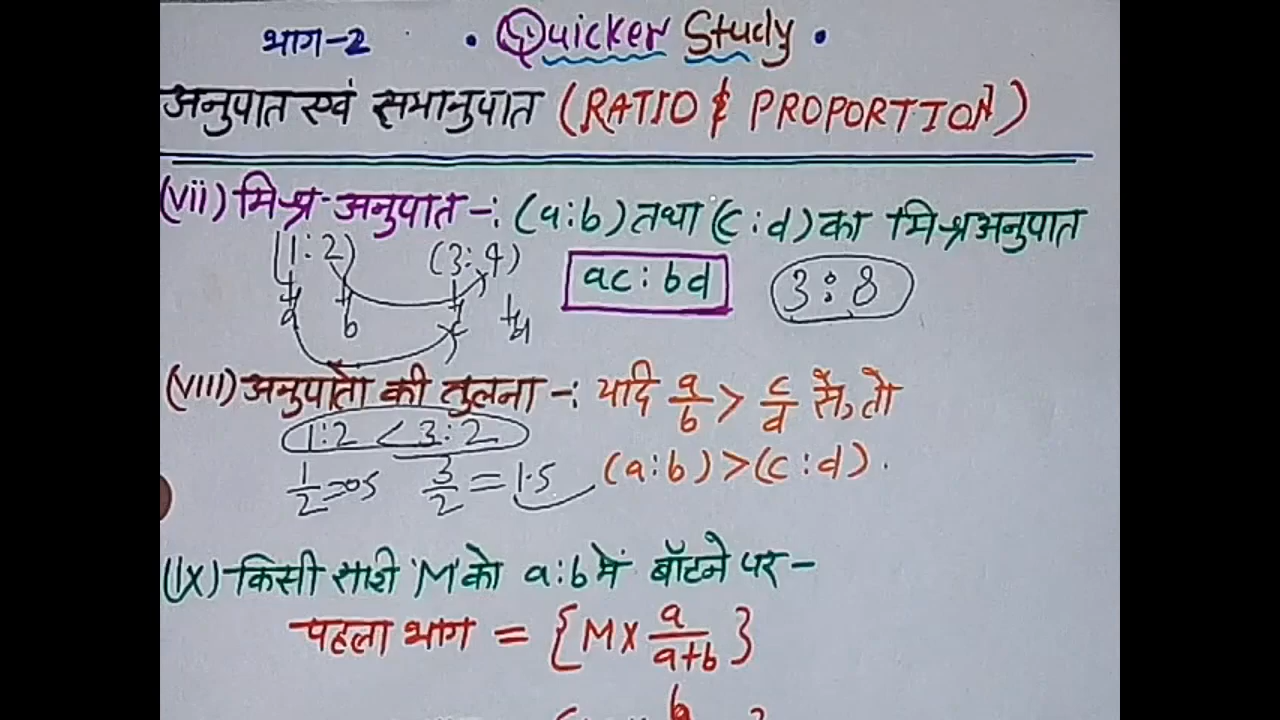 भाग-2 • Quicker Study •
अनुपात एवं समानुपात (RATIO & PROPORTION)
(vii) मिश्र-अनुपात -: (a:b) तथा (c:d) का मिश्रअनुपात
(1:2) (3:4) ac:bd 3:8
a b c d
(viii) अनुपातो की तुलना -: यदि a/b > c/d से, तो
1:2 < 3:2
1/2=0.5 3/2=1.5 (a:b)>(c:d).
(ix) किसी राशी 'M' को a:b में बाँटने पर -
पहला भाग = {M× a/a+b}
b